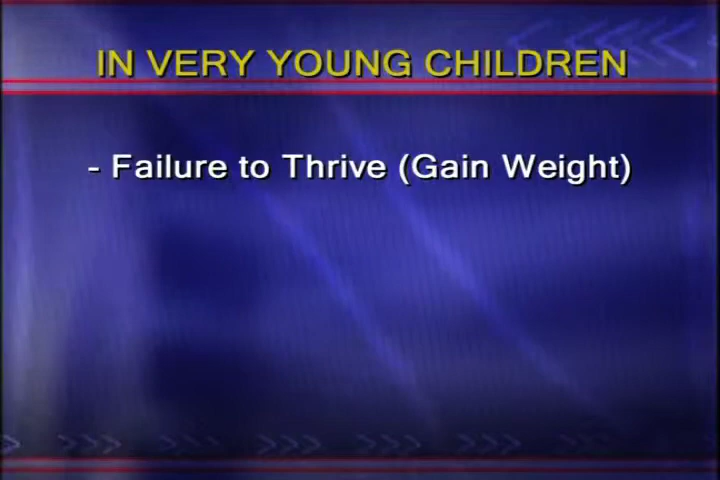 IN VERY YOUNG CHILDREN
- Failure to Thrive (Gain Weight)